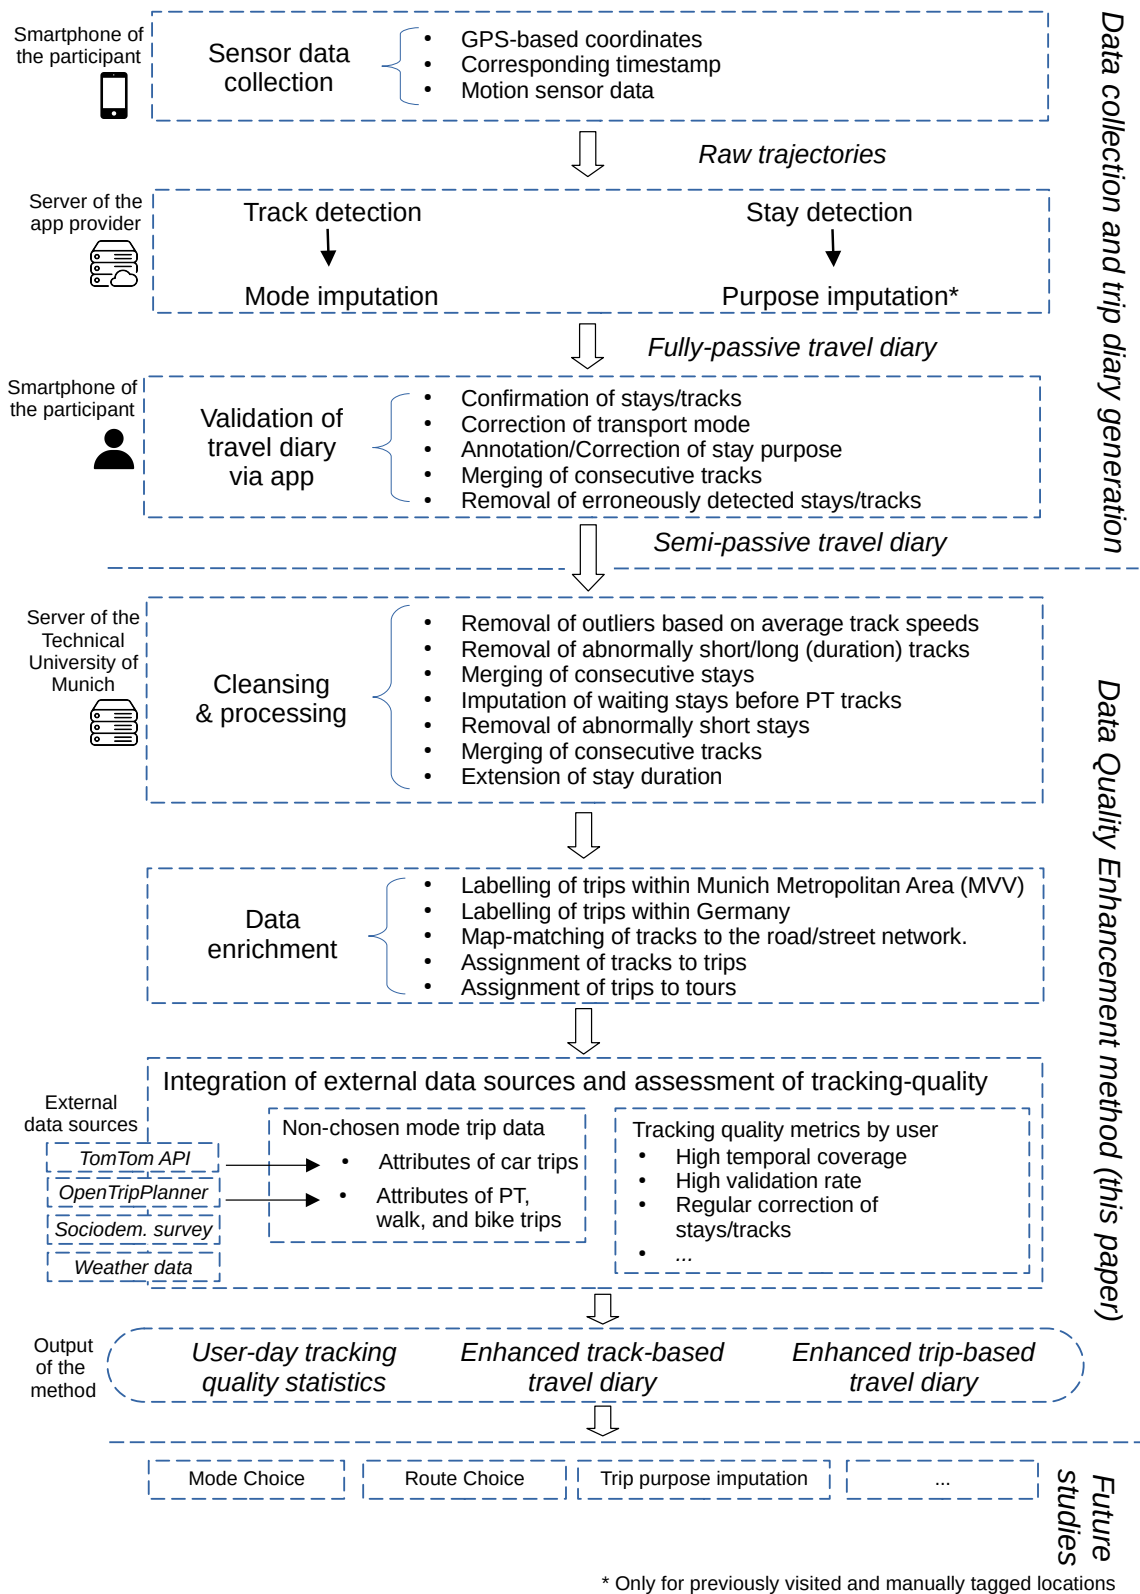 Smartphone of
the participant
Sensor data
collection
• GPS-based coordinates
• Corresponding timestamp
• Motion sensor data
Raw trajectories
Server of the
app provider
Track detection
Stay detection
Mode imputation
Purpose imputation*
Fully-passive travel diary
Smartphone of
the participant
Validation of
travel diary
via app
• Confirmation of stays/tracks
• Correction of transport mode
• Annotation/Correction of stay purpose
• Merging of consecutive tracks
• Removal of erroneously detected stays/tracks
Semi-passive travel diary
Data collection and trip diary generation
Server of the
Technical
University of
Munich
Cleansing
& processing
• Removal of outliers based on average track speeds
• Removal of abnormally short/long (duration) tracks
• Merging of consecutive stays
• Imputation of waiting stays before PT tracks
• Removal of abnormally short stays
• Merging of consecutive tracks
• Extension of stay duration
Data
enrichment
• Labelling of trips within Munich Metropolitan Area (MVV)
• Labelling of trips within Germany
• Map-matching of tracks to the road/street network.
• Assignment of tracks to trips
• Assignment of trips to tours
Integration of external data sources and assessment of tracking-quality
External
data sources
TomTom API
OpenTripPlanner
Sociodem. survey
Weather data
Non-chosen mode trip data
• Attributes of car trips
• Attributes of PT,
walk, and bike trips
Tracking quality metrics by user
• High temporal coverage
• High validation rate
• Regular correction of
stays/tracks
• ...
Data Quality Enhancement method (this paper)
Output
of the
method
User-day tracking
quality statistics
Enhanced track-based
travel diary
Enhanced trip-based
travel diary
Mode Choice
Route Choice
Trip purpose imputation
...
Future
studies
* Only for previously visited and manually tagged locations